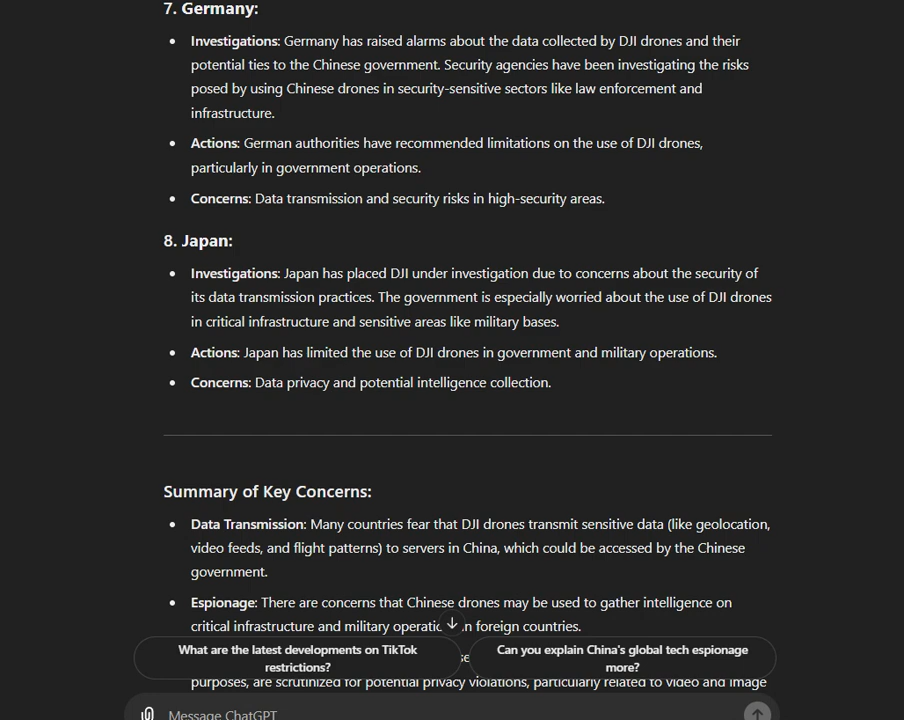 7. Germany:
• Investigations: Germany has raised alarms about the data collected by DJI drones and their
potential ties to the Chinese government. Security agencies have been investigating the risks
posed by using Chinese drones in security-sensitive sectors like law enforcement and
infrastructure.
• Actions: German authorities have recommended limitations on the use of DJI drones,
particularly in government operations.
• Concerns: Data transmission and security risks in high-security areas.
8. Japan:
• Investigations: Japan has placed DJI under investigation due to concerns about the security of
its data transmission practices. The government is especially worried about the use of DJI drones
in critical infrastructure and sensitive areas like military bases.
• Actions: Japan has limited the use of DJI drones in government and military operations.
• Concerns: Data privacy and potential intelligence collection.
Summary of Key Concerns:
• Data Transmission: Many countries fear that DJI drones transmit sensitive data (like geolocation,
video feeds, and flight patterns) to servers in China, which could be accessed by the Chinese
government.
• Espionage: There are concerns that Chinese drones may be used to gather intelligence on
critical infrastructure and military in foreign countries.
What are the latest developments on TikTok
restrictions?
Can you explain China's global tech espionage
more?
purposes, are scrutinized for potential privacy violations, particularly related to video and image
Message ChatGPT